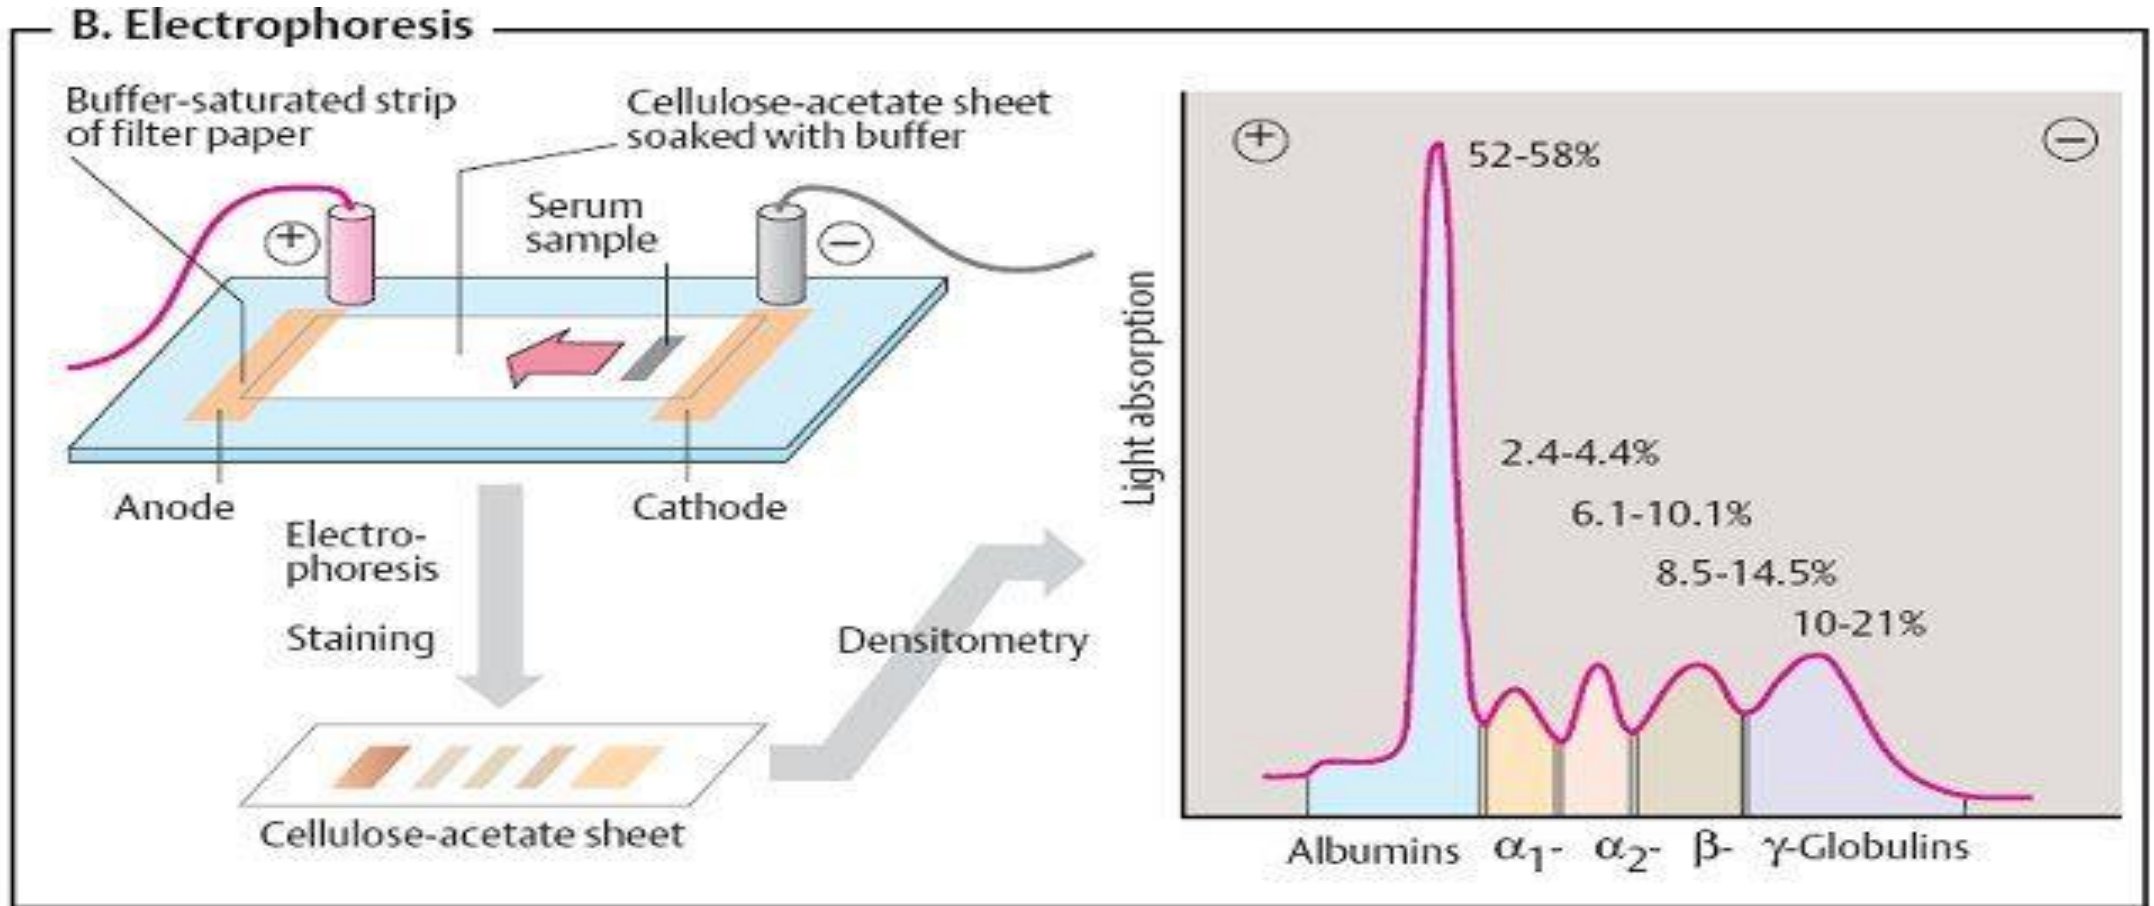 B. Electrophoresis
Buffer-saturated strip
of filter paper
Cellulose-acetate sheet
soaked with buffer
Serum
sample
+
−
Anode
Cathode
Electro-
phoresis
Staining
Densitometry
Cellulose-acetate sheet
Light absorption
+
−
52-58%
2.4-4.4%
6.1-10.1%
8.5-14.5%
10-21%
Albumins α1- α2- β- γ-Globulins